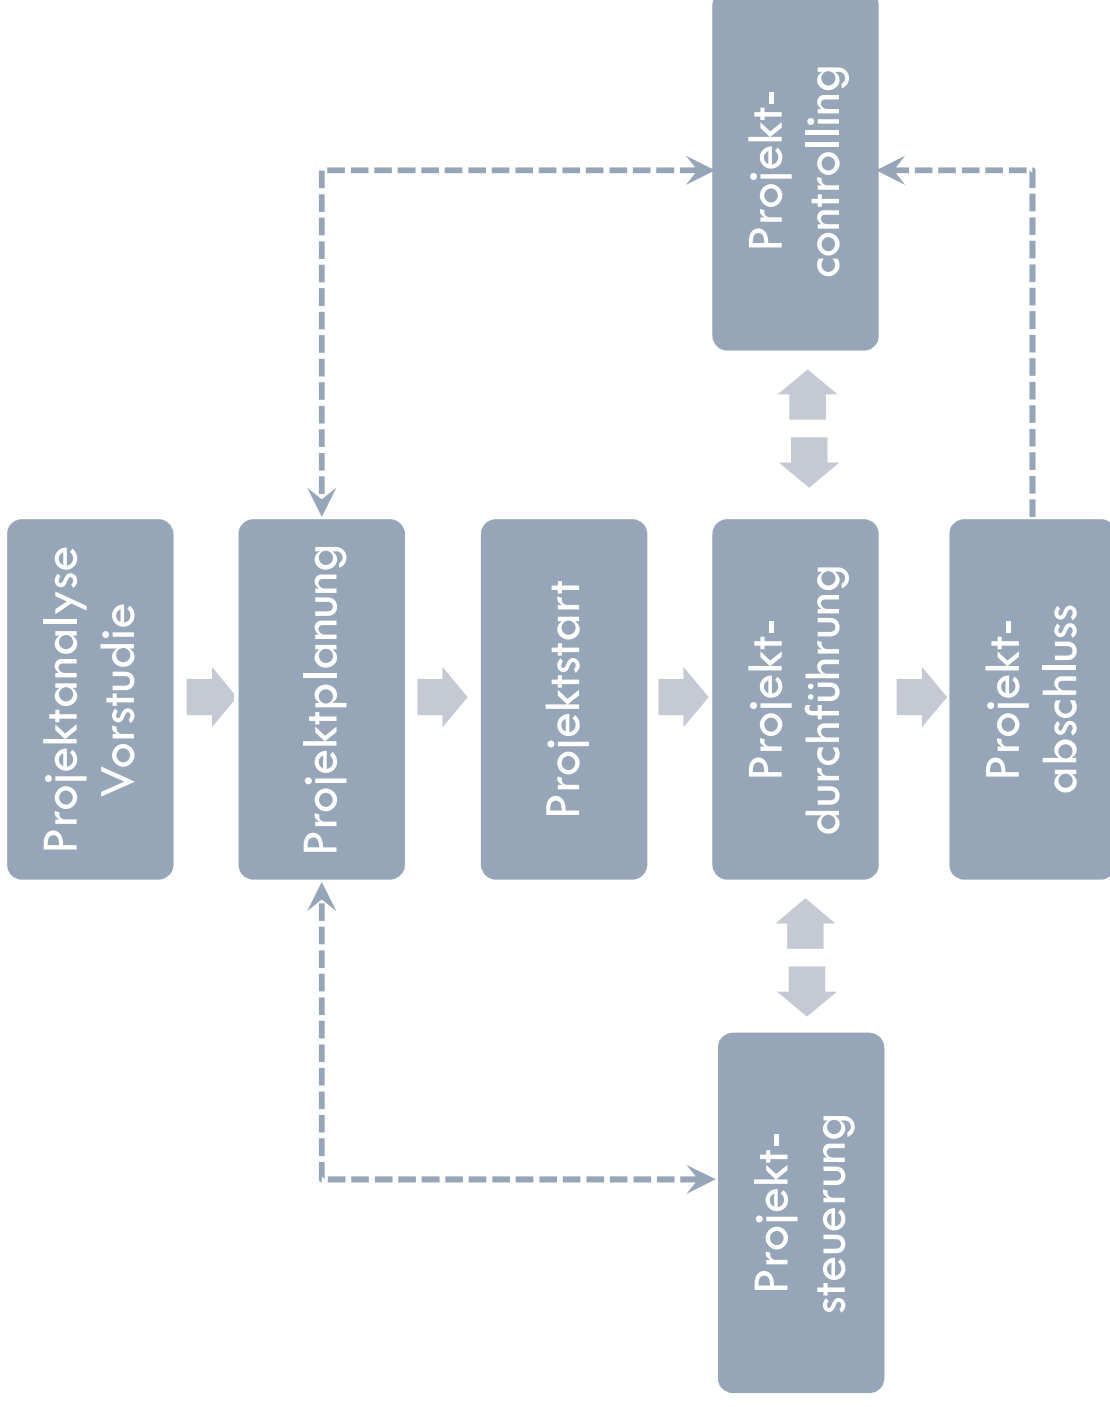 Projektanalyse
Vorstudie
Projektplanung
Projektstart
Projekt-
steuerung
Projekt-
durchführung
Projekt-
controlling
Projekt-
abschluss